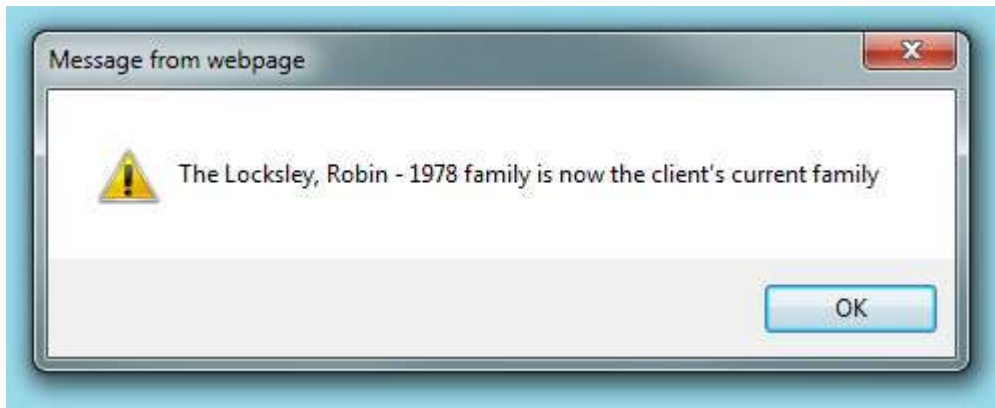 Message from webpage
The Locksley, Robin - 1978 family is now the client's current family
OK